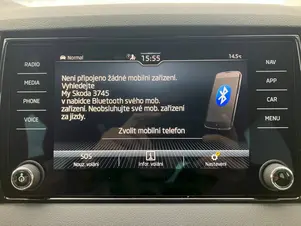 Normal 15:55 14.5°C
RADIO
MEDIA
PHONE
VOICE
NAV
APP
CAR
MENU
Není připojeno žádné mobilní zařízení.
Vyhledejte
My Skoda 3745
v nabídce Bluetooth svého mob.
zařízení. Neobsluhujte své mob. zařízení
za jízdy.
Zvolit mobilní telefon
SOS
Nouz. volání
Infor. volání
Nastavení